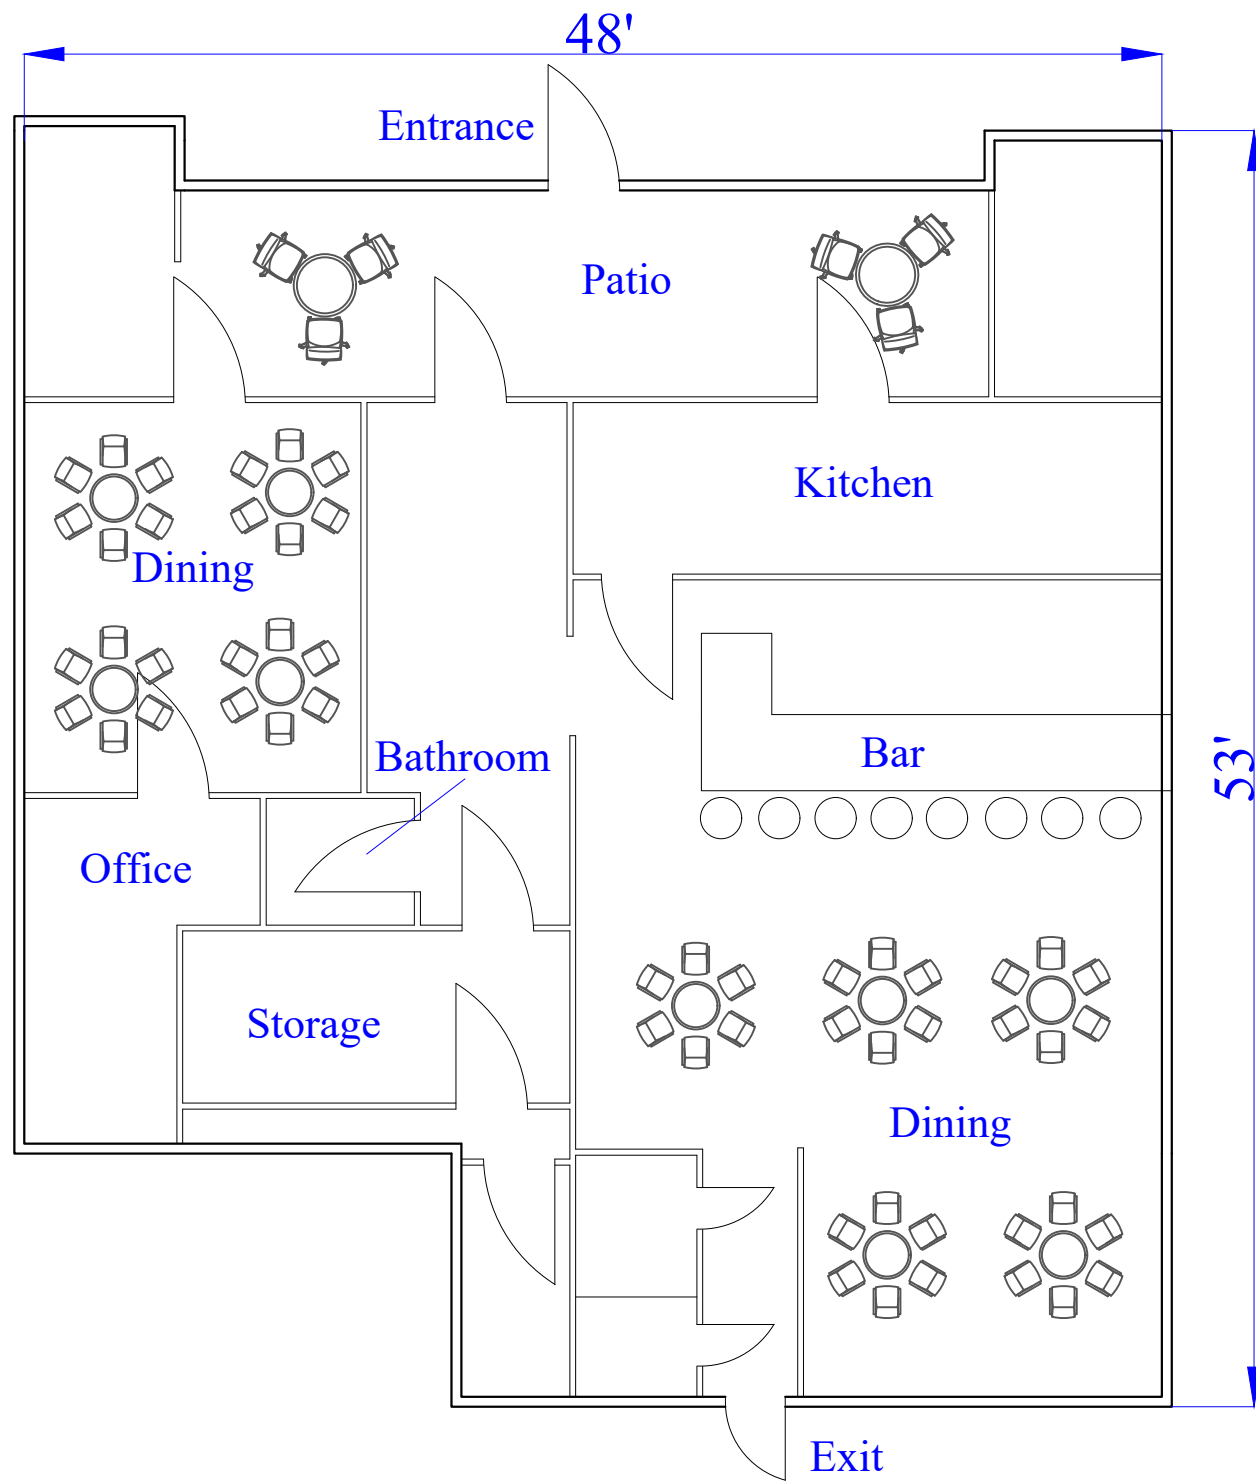 48'
Entrance
Patio
Kitchen
Dining
Bathroom
Bar
53'
Office
Storage
Dining
Exit